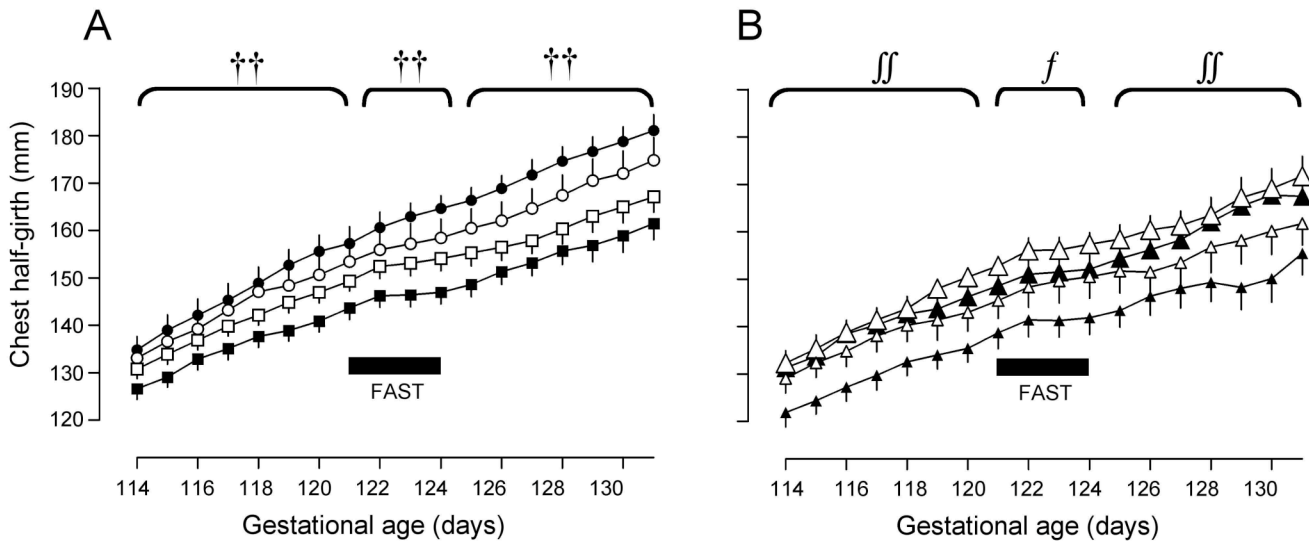 A
†† †† ††
Chest half-girth (mm)
190
180
170
160
150
140
130
120
FAST
114 116 118 120 122 124 126 128 130
Gestational age (days)
B
∬ f ∬
FAST
114 116 118 120 122 124 126 128 130
Gestational age (days)